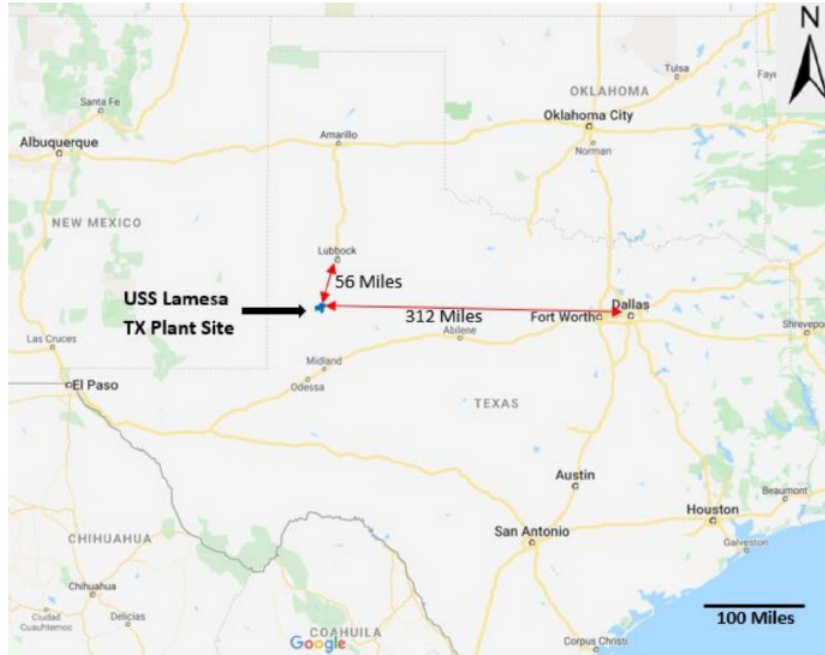 N
Tulsa
Santa Fe
OKLAHOMA
Faye
Oklahoma City
Amarillo
Albuquerque
Norman
NEW MEXICO
Lubbock
56 Miles
USS Lamesa
TX Plant Site
Dallas
312 Miles
Fort Worth
Abilene
Shrevepo
Las Cruces
Midland
Odessa
El Paso
TEXAS
Austin
Beaumont
Houston
San Antonio
CHIHUAHUA
Galveston
Chihuahua
100 Miles
Ciudad
Cuauhtemoc
Delicias
COAHUILA
Google
Corpus Christi